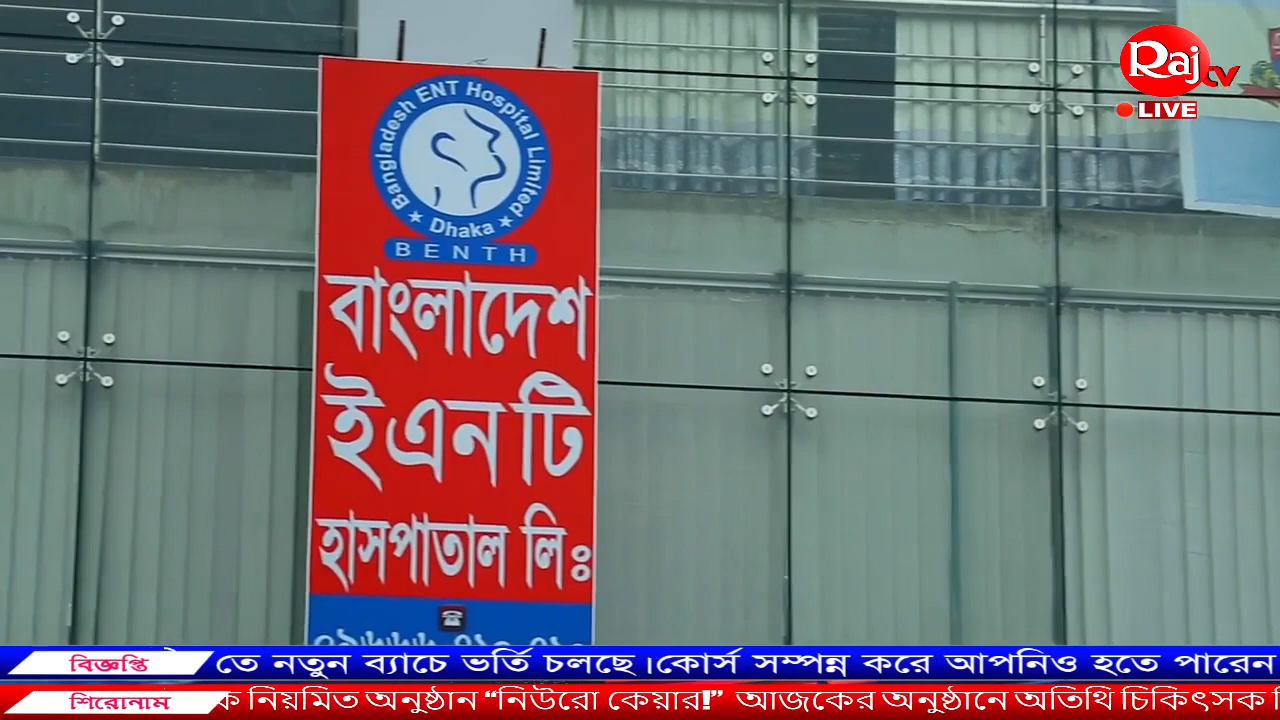 Raj tv
LIVE
Bangladesh ENT Hospital Limited
★ Dhaka ★
BENTH
বাংলাদেশ
ইএনটি
হাসপাতাল লিঃ
বিজ্ঞপ্তি
তে নতুন ব্যাচে ভর্তি চলছে।কোর্স সম্পন্ন করে আপনিও হতে পারেন
শিরোনাম
ক নিয়মিত অনুষ্ঠান “নিউরো কেয়ার!” আজকের অনুষ্ঠানে অতিথি চিকিৎসক